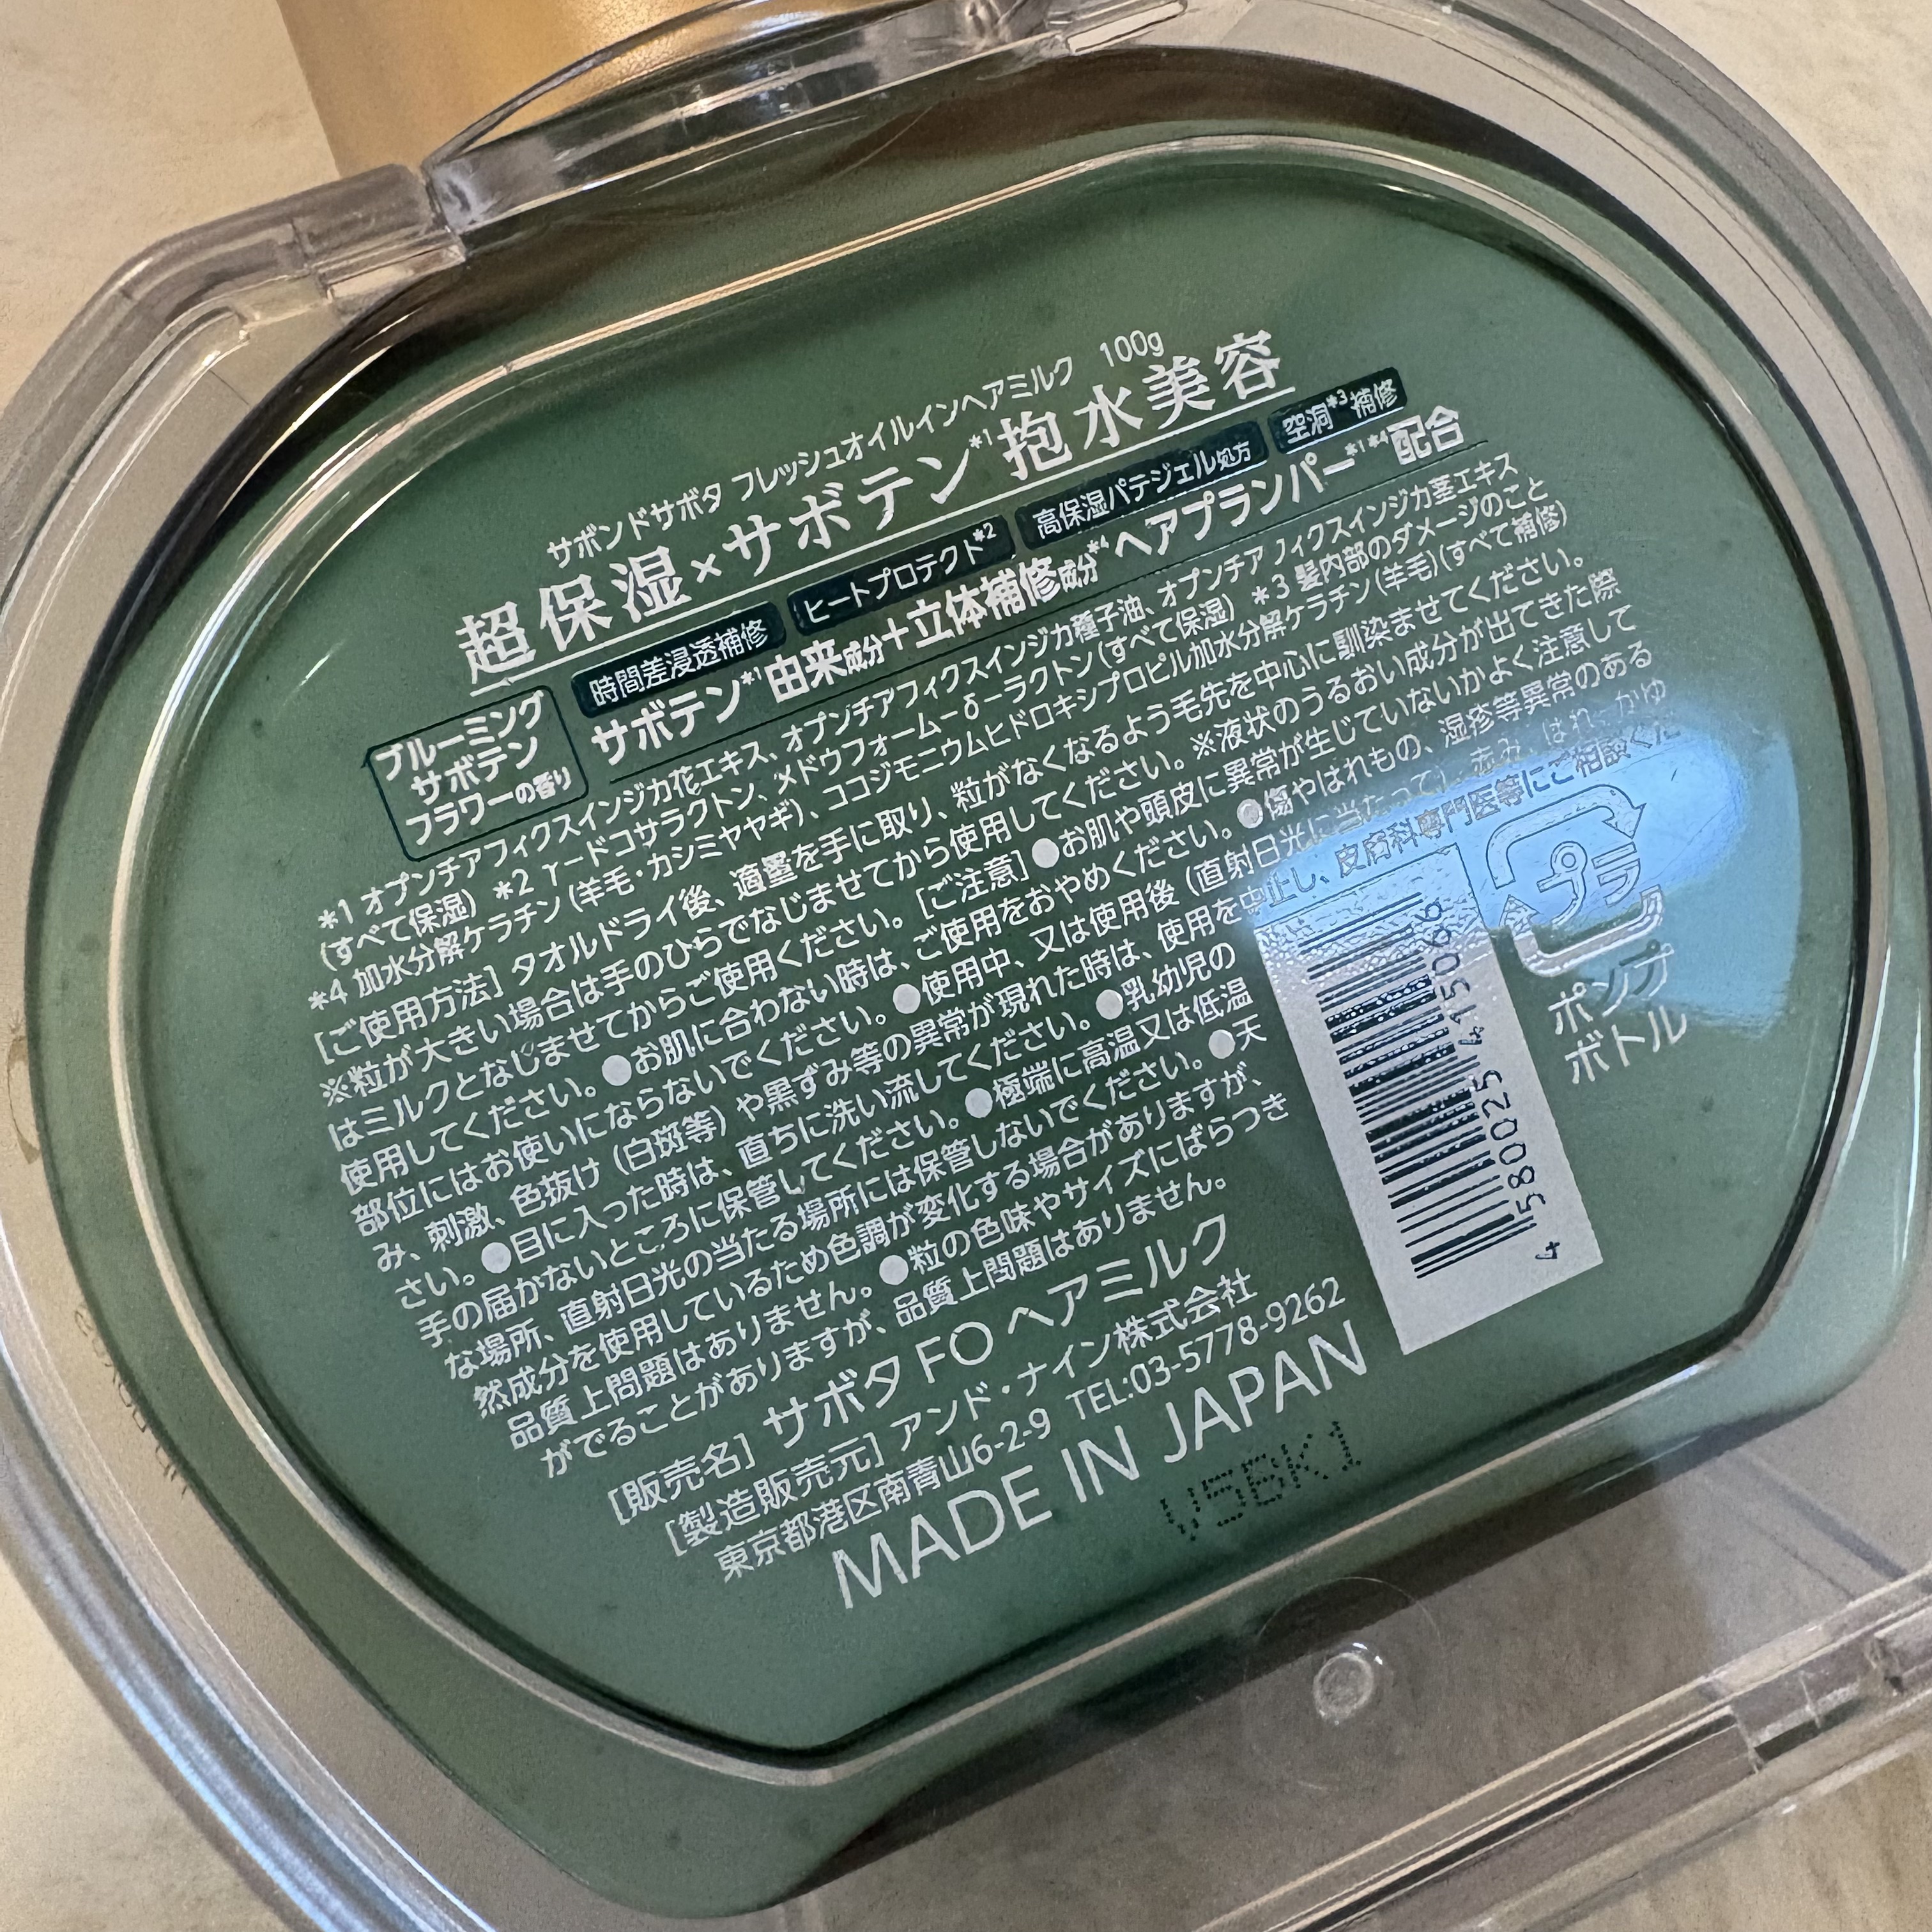 サボンドサボタ フレッシュオイルインヘアミルク 100g
超保湿×サボテン*1抱水美容
時間差浸透補修 ヒートプロテクト*2 高保湿パテジェル処方 空洞*3補修
サボテン*1由来成分+立体補修成分*4ヘアプランパー*1*4配合
ブルーミング
サボテン
フラワーの香り
*1 オプンチアフィクスインジカ花エキス、オプンチアフィクスインジカ種子油、オプンチアフィクスインジカ茎エキス
(すべて保湿) *2 γードコサラクトン、メドウフォームーδーラクトン(すべて保湿) *3 髪内部のダメージのこと
*4 加水分解ケラチン(羊毛・カシミヤヤギ)、ココジモニウムヒドロキシプロピル加水分解ケラチン(羊毛)(すべて補修)
[ご使用方法] タオルドライ後、適量を手に取り、粒がなくなるよう毛先を中心に馴染ませてください。
※粒が大きい場合は手のひらでなじませてから使用してください。※液状のうるおい成分が出てきた際
はミルクとなじませてからご使用ください。[ご注意] ●お肌や頭皮に異常が生じていないかよく注意して
使用してください。●お肌に合わない時は、ご使用をおやめください。●傷やはれもの、湿疹等異常のある
部位にはお使いにならないでください。●使用中、又は使用後(直射日光に当たって)、赤み、はれ、かゆ
み、刺激、色抜け(白斑等)や黒ずみ等の異常が現れた時は、使用を中止し、皮膚科専門医等にご相談くだ
さい。●目に入った時は、直ちに洗い流してください。●乳幼児の
手の届かないところに保管してください。●極端に高温又は低温
な場所、直射日光の当たる場所には保管しないでください。●天
然成分を使用しているため色調が変化する場合がありますが、
品質上問題はありません。●粒の色味やサイズにばらつき
がでることがありますが、品質上問題はありません。
[販売名] サボタFO ヘアミルク
[製造販売元] アンド・ナイン株式会社
東京都港区南青山6-2-9 TEL:03-5778-9262
MADE IN JAPAN
V5BK1
4 580025 415066
プラ
ポンプ
ボトル